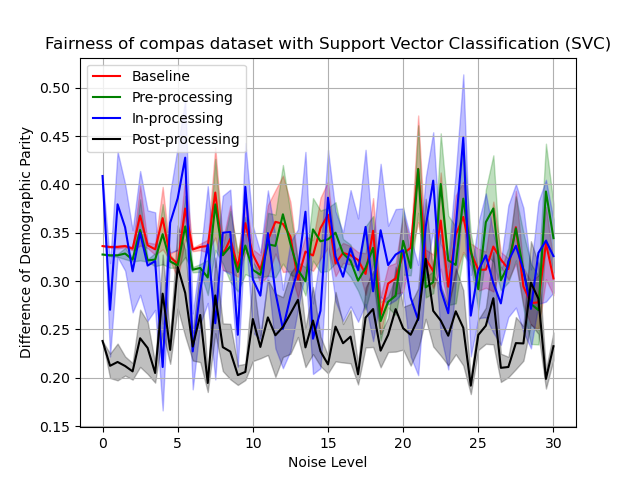 Fairness of compas dataset with Support Vector Classification (SVC)
Baseline
Pre-processing
In-processing
Post-processing
Difference of Demographic Parity
0.50
0.45
0.40
0.35
0.30
0.25
0.20
0.15
0 5 10 15 20 25 30
Noise Level